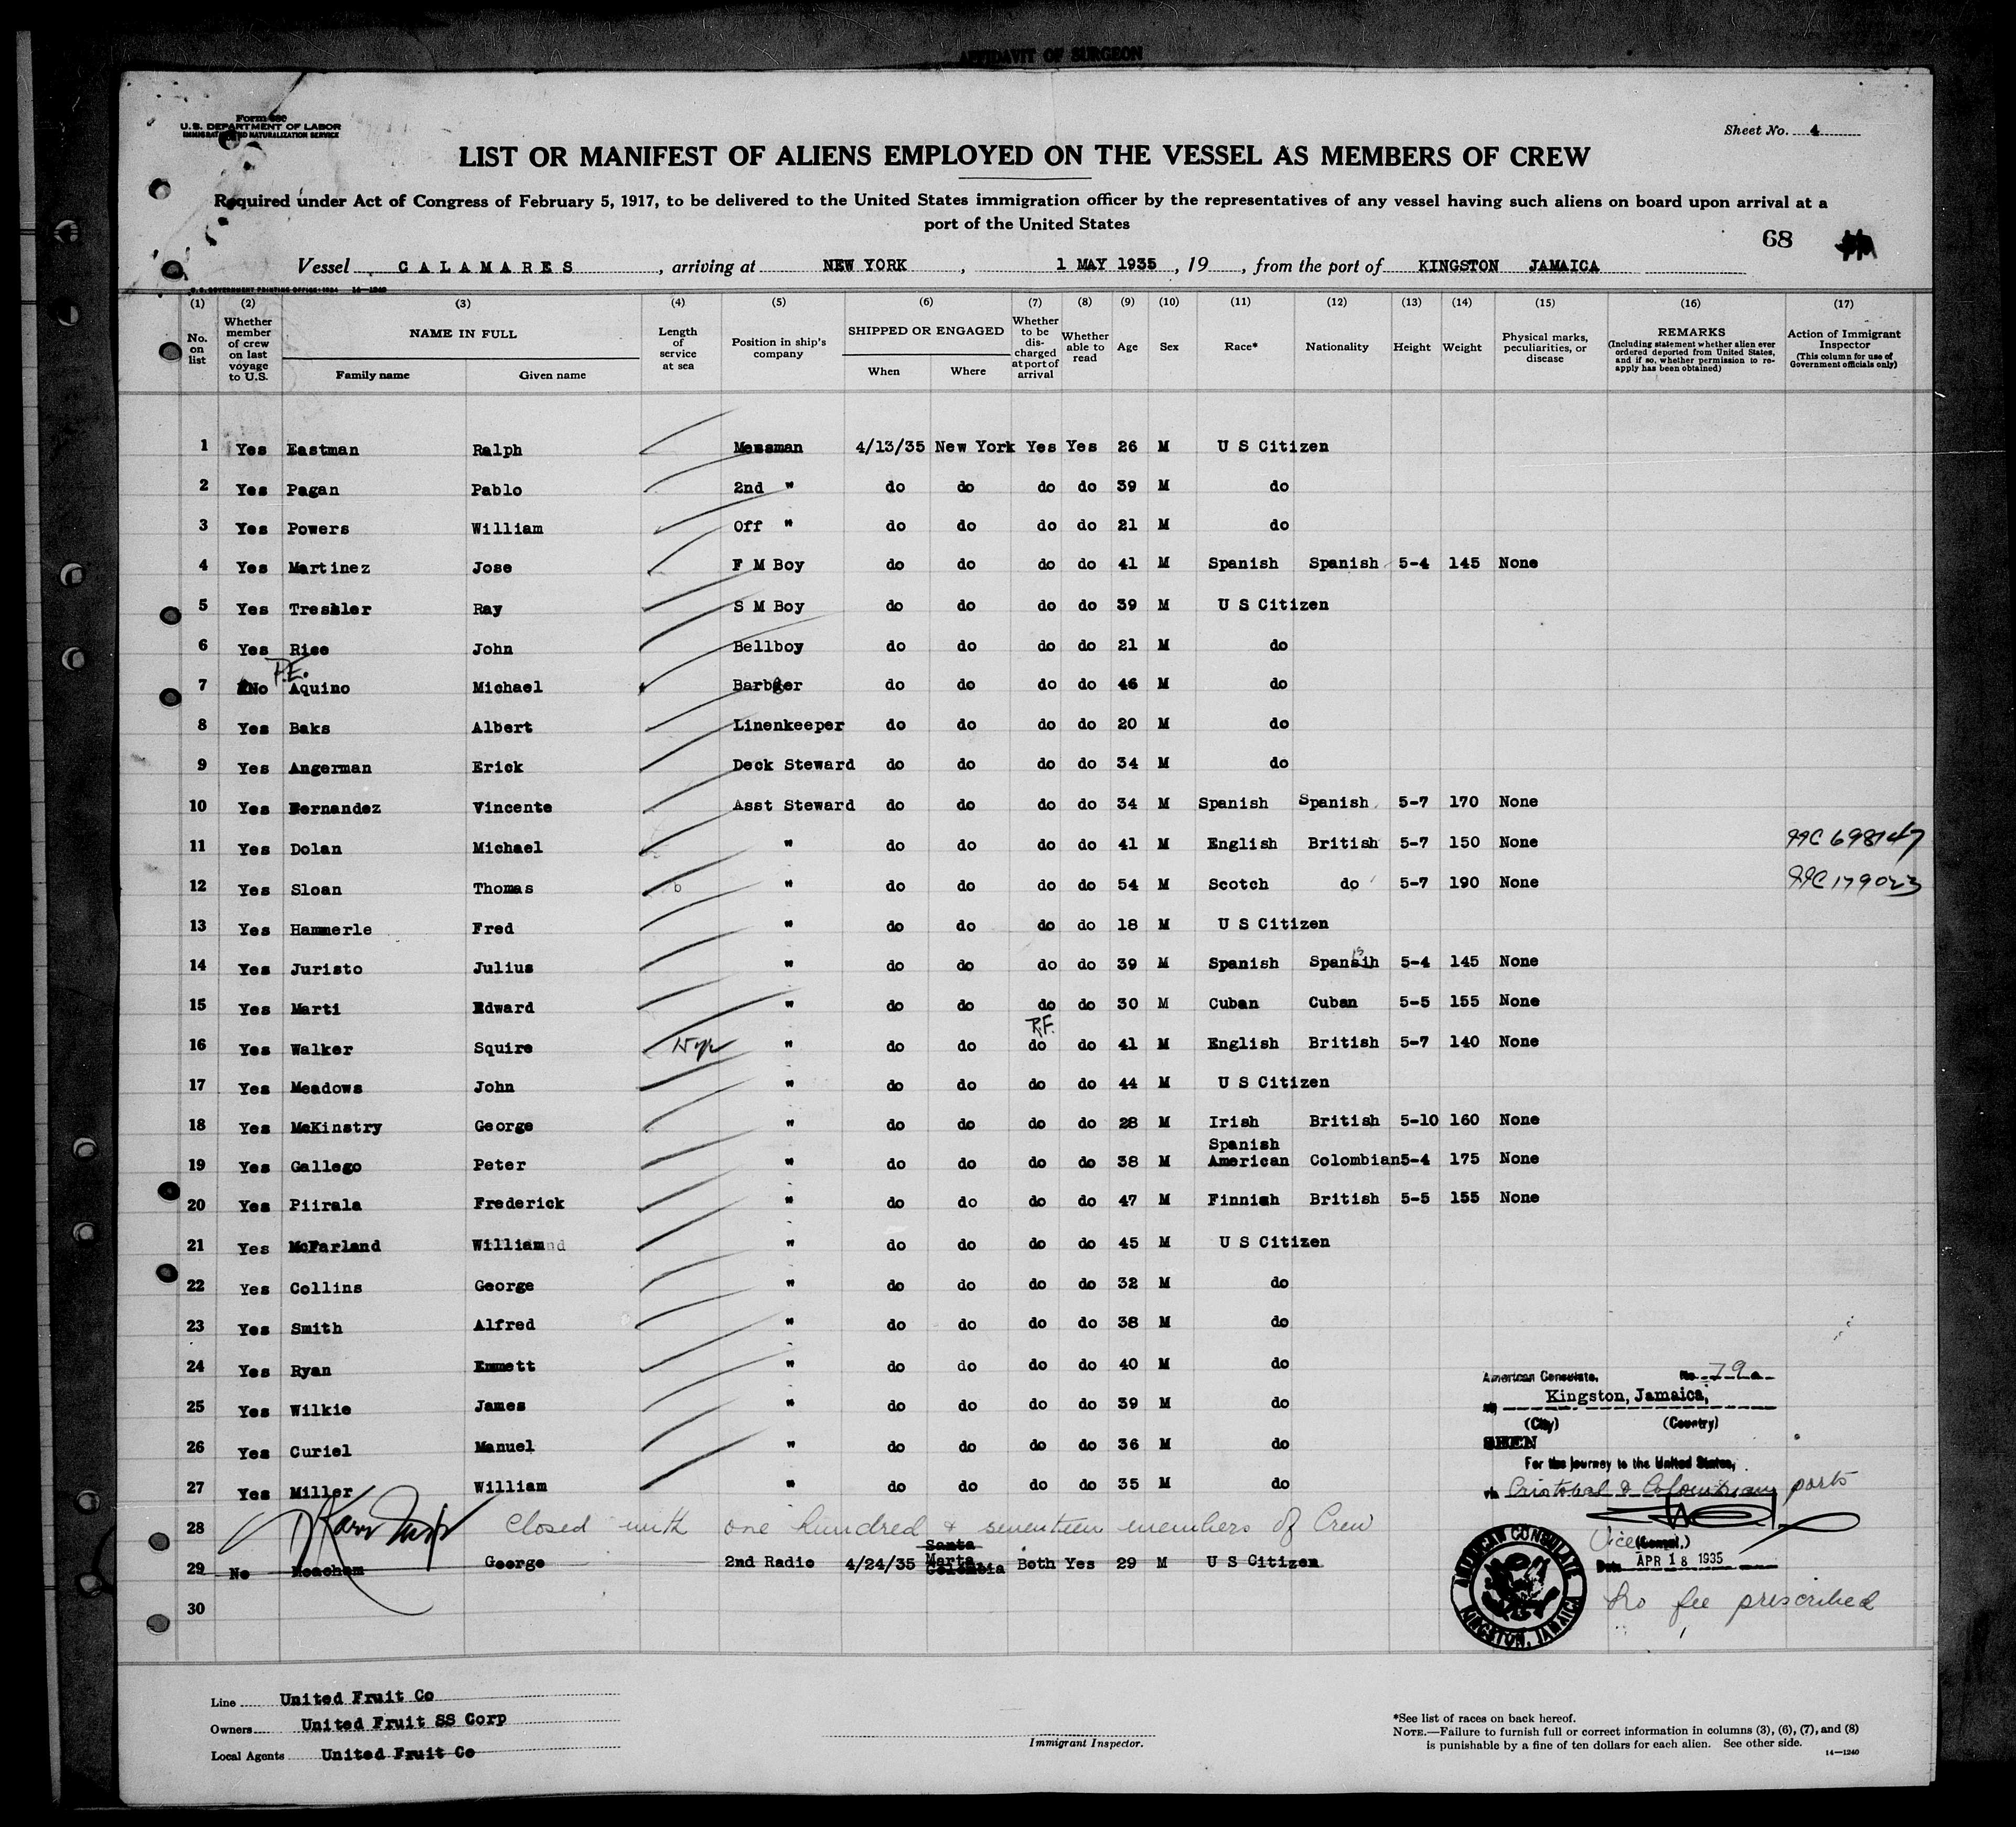 AFFIDAVIT OF SURGEON
U.S. DEPARTMENT OF LABOR
IMMIGRATION AND NATURALIZATION SERVICE
Sheet No. 4
LIST OR MANIFEST OF ALIENS EMPLOYED ON THE VESSEL AS MEMBERS OF CREW
Required under Act of Congress of February 5, 1917, to be delivered to the United States immigration officer by the representatives of any vessel having such aliens on board upon arrival at a
port of the United States
68
Vessel CALAMARES, arriving at NEW YORK, 1 MAY 1935, 19, from the port of KINGSTON JAMAICA
U.S. GOVERNMENT PRINTING OFFICE: 1934 14—1240
(1) (2) (3) (4) (5) (6) (7) (8) (9) (10) (11) (12) (13) (14) (15) (16) (17)
No. on list
Whether member of crew on last voyage to U.S.
NAME IN FULL
Family name
Given name
Length of service at sea
Position in ship's company
SHIPPED OR ENGAGED
When
Where
Whether to be discharged at port of arrival
Whether able to read
Age
Sex
Race*
Nationality
Height
Weight
Physical marks, peculiarities, or disease
REMARKS
(Including statement whether alien ever ordered deported from United States, and if so, whether permission to reapply has been obtained)
Action of Immigrant Inspector
(This column for use of Government officials only)
1 Yes Eastman Ralph Messman 4/13/35 New York Yes Yes 26 M U S Citizen
2 Yes Pagan Pablo 2nd " do do do do 39 M do
3 Yes Powers William Off " do do do do 21 M do
4 Yes Martinez Jose F M Boy do do do do 41 M Spanish Spanish 5-4 145 None
5 Yes Treshler Ray S M Boy do do do do 39 M U S Citizen
6 Yes Rice John Bellboy do do do do 21 M do
P.E.
7 No Aquino Michael Barber do do do do 46 M do
8 Yes Baks Albert Linenkeeper do do do do 20 M do
9 Yes Angerman Erick Deck Steward do do do do 34 M do
10 Yes Fernandez Vincente Asst Steward do do do do 34 M Spanish Spanish 5-7 170 None
11 Yes Dolan Michael " do do do do 41 M English British 5-7 150 None
12 Yes Sloan Thomas " do do do do 54 M Scotch do 5-7 190 None
13 Yes Hammerle Fred " do do do do 18 M U S Citizen
14 Yes Juristo Julius " do do do do 39 M Spanish Spansih 5-4 145 None
15 Yes Marti Edward " do do do do 30 M Cuban Cuban 5-5 155 None
R.F.
16 Yes Walker Squire " do do do do 41 M English British 5-7 140 None
17 Yes Meadows John " do do do do 44 M U S Citizen
18 Yes McKinstry George " do do do do 28 M Irish British 5-10 160 None
19 Yes Gallego Peter " do do do do 38 M Spanish American Colombian 5-4 175 None
20 Yes Piirala Frederick " do do do do 47 M Finnish British 5-5 155 None
21 Yes McFarland William " do do do do 45 M U S Citizen
22 Yes Collins George " do do do do 32 M do
23 Yes Smith Alfred " do do do do 38 M do
24 Yes Ryan Emmett " do do do do 40 M do
25 Yes Wilkie James " do do do do 39 M do
26 Yes Curiel Manuel " do do do do 36 M do
27 Yes Miller William " do do do do 35 M do
28 Closed with one hundred & seventeen members of Crew
29 No Meacham George 2nd Radio 4/24/35 Santa Marta Colombia Both Yes 29 M U S Citizen
30
American Consulate, No. 79a
Kingston, Jamaica,
(City) (Country)
SEEN
For the journey to the United States,
via Cristobal & Colombian ports
Vice (Consul.)
Date APR 18 1935
No fee prescribed
AMERICAN CONSULATE
KINGSTON, JAMAICA
Line United Fruit Co
Owners United Fruit SS Corp
Local Agents United Fruit Co
Immigrant Inspector.
*See list of races on back hereof.
NOTE.—Failure to furnish full or correct information in columns (3), (6), (7), and (8)
is punishable by a fine of ten dollars for each alien. See other side.
14—1240